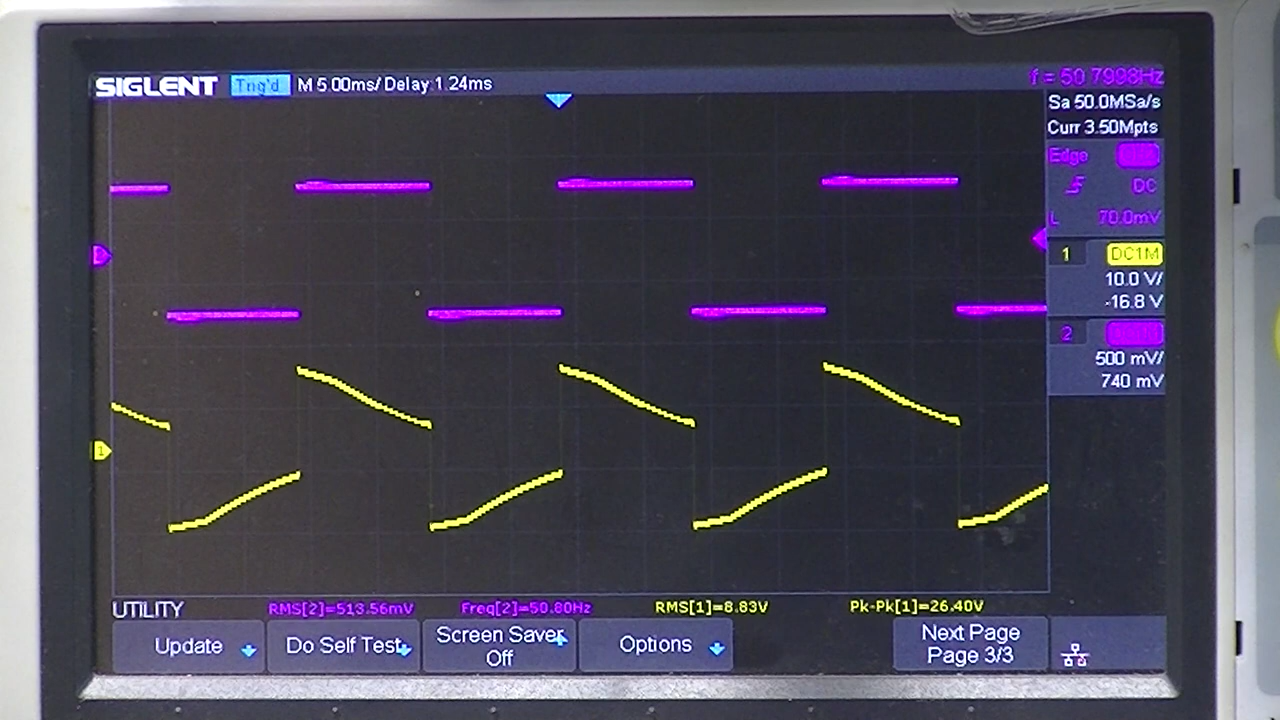 SIGLENT Trig'd M 5.00ms/ Delay:1.24ms f = 50.7998Hz
Sa 50.0MSa/s
Curr 3.50Mpts
Edge
DC
L 70.0mV
1 DC1M
10.0 V/
-16.8 V
2
500 mV/
740 mV
1
UTILITY RMS[2]=513.56mV Freq[2]=50.80Hz RMS[1]=8.83V Pk-Pk[1]=26.40V
Update Do Self Test Screen Saver Off Options Next Page Page 3/3